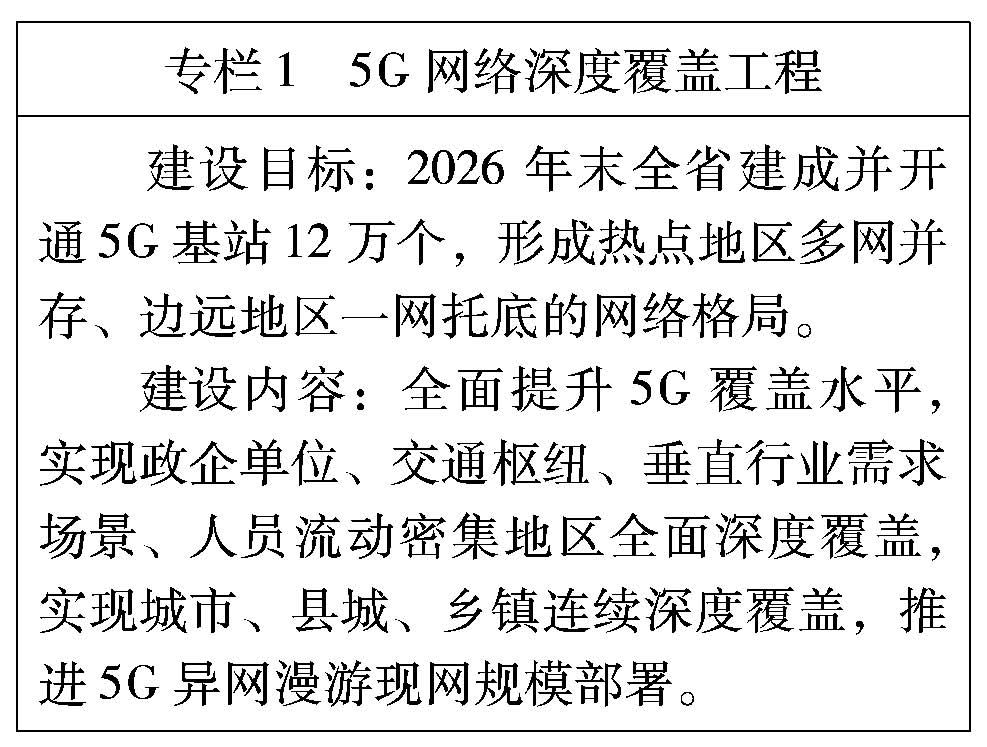 专栏1 5G网络深度覆盖工程
建设目标：2026年末全省建成并开
通5G基站12万个，形成热点地区多网并
存、边远地区一网托底的网络格局。
建设内容：全面提升5G覆盖水平，
实现政企单位、交通枢纽、垂直行业需求
场景、人员流动密集地区全面深度覆盖，
实现城市、县城、乡镇连续深度覆盖，推
进5G异网漫游现网规模部署。